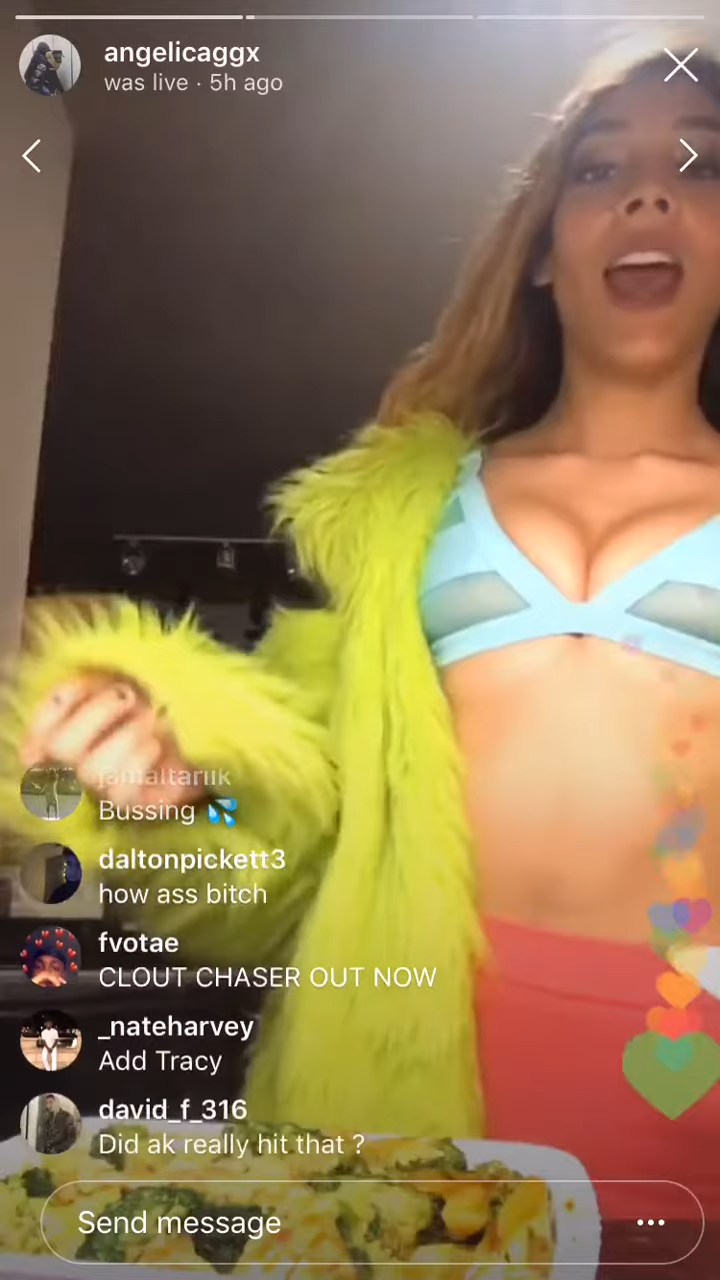 angelicaggx
was live · 5h ago
jamaltariik
Bussing 💦
daltonpickett3
how ass bitch
fvotae
CLOUT CHASER OUT NOW
_nateharvey
Add Tracy
david_f_316
Did ak really hit that ?
Send message